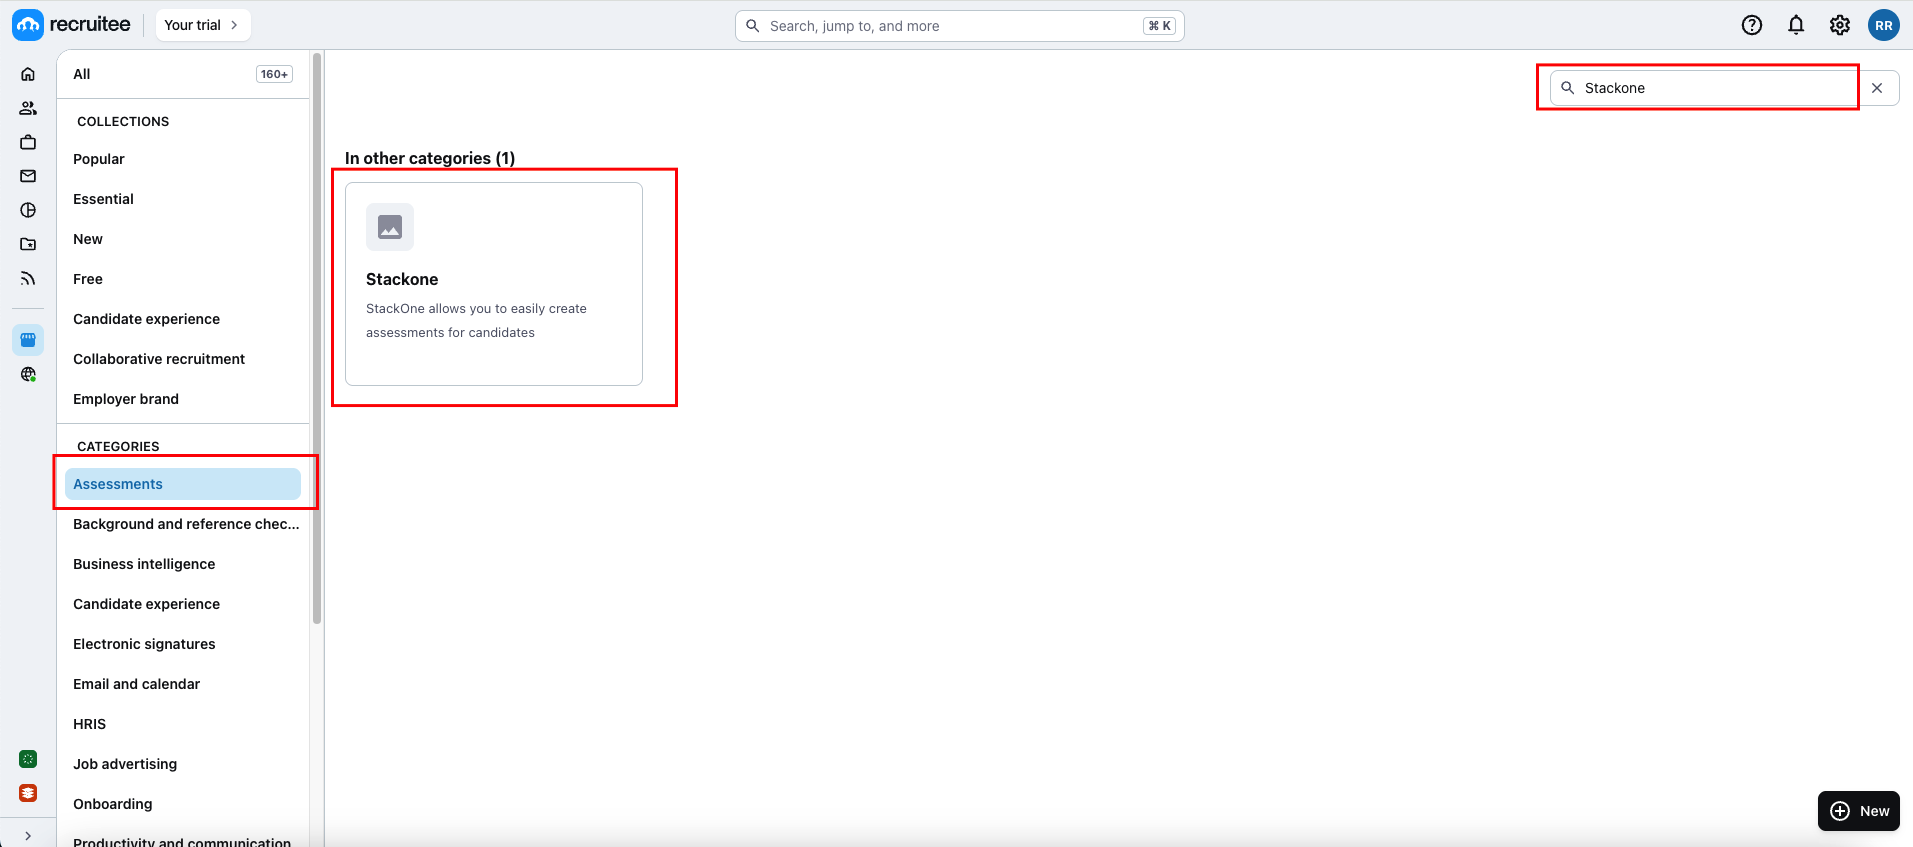 recruitee
Your trial
Search, jump to, and more
⌘ K
RR
All
160+
COLLECTIONS
Popular
Essential
New
Free
Candidate experience
Collaborative recruitment
Employer brand
CATEGORIES
Assessments
Background and reference chec...
Business intelligence
Candidate experience
Electronic signatures
Email and calendar
HRIS
Job advertising
Onboarding
Productivity and communication
Stackone
In other categories (1)
Stackone
StackOne allows you to easily create
assessments for candidates
New